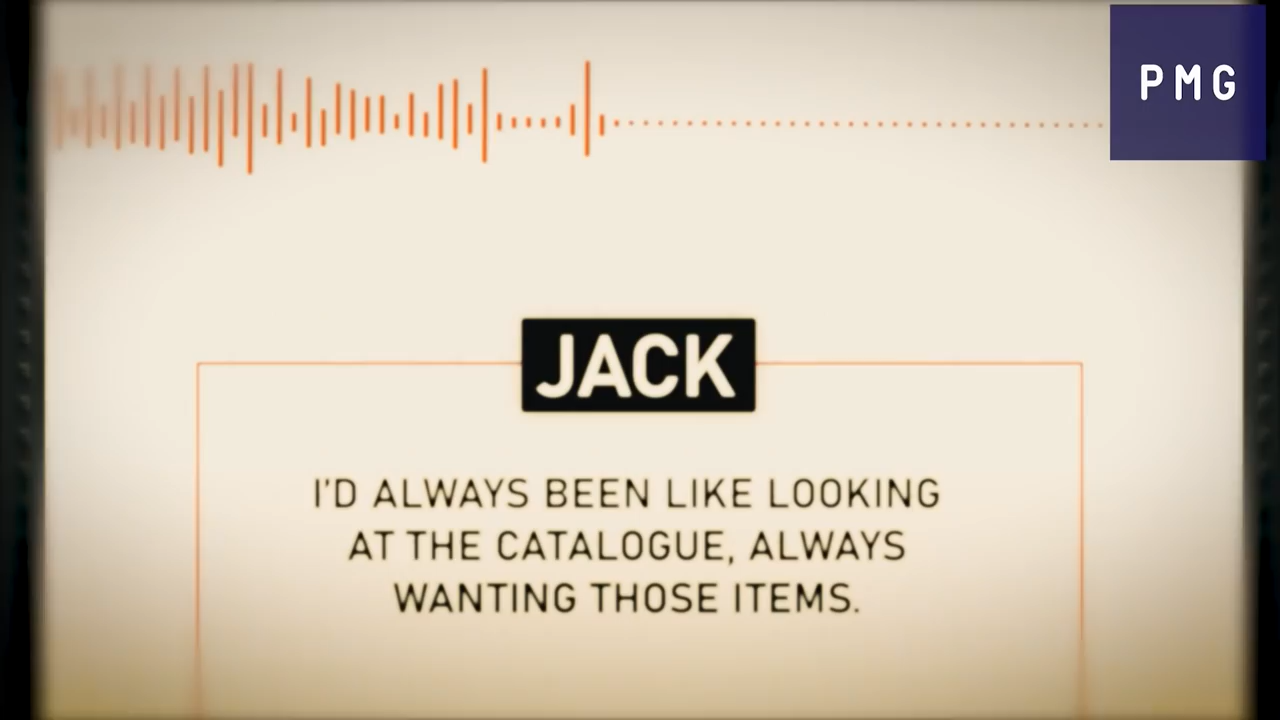 PMG
JACK
I'D ALWAYS BEEN LIKE LOOKING
AT THE CATALOGUE, ALWAYS
WANTING THOSE ITEMS.